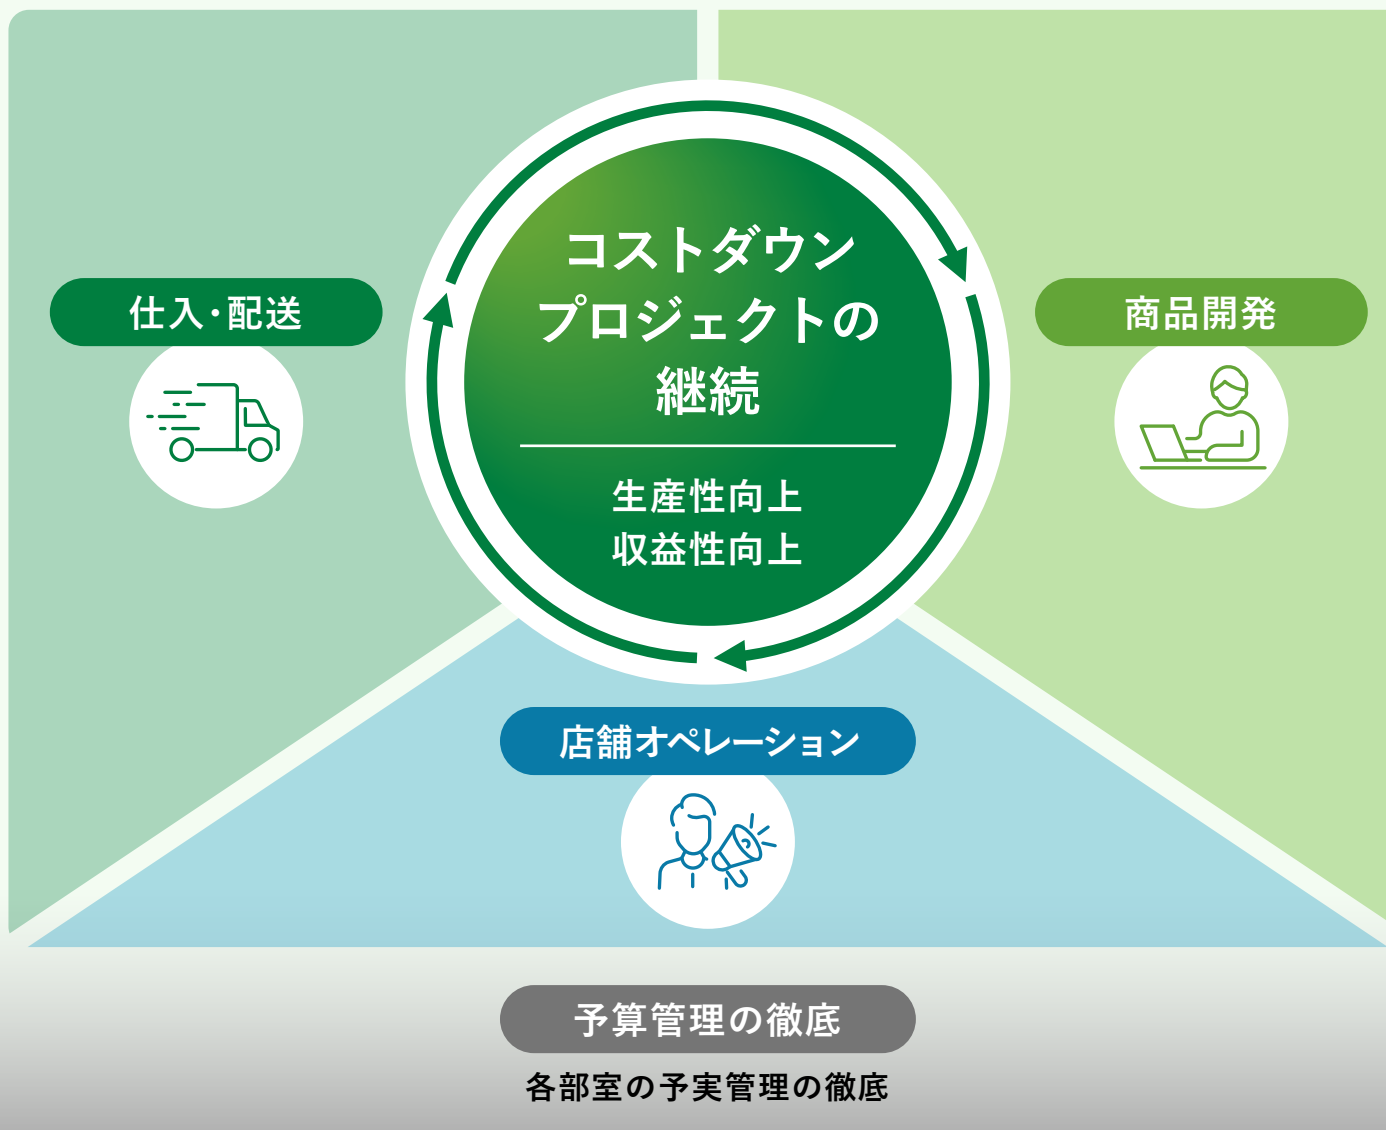 コストダウン
プロジェクトの
継続
生産性向上
収益性向上
仕入・配送
商品開発
店舗オペレーション
予算管理の徹底
各部室の予実管理の徹底